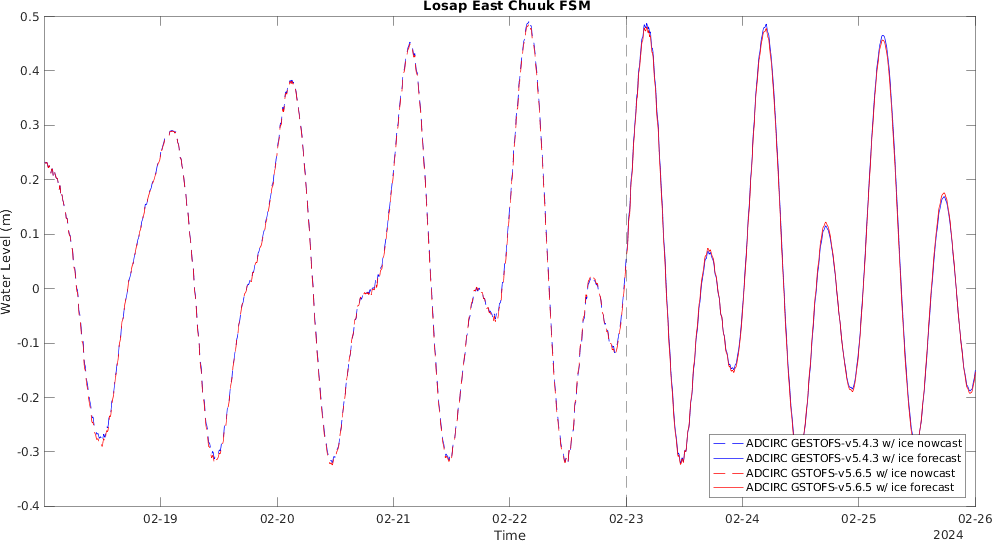 Losap East Chuuk FSM
0.5
0.4
0.3
0.2
0.1
0
-0.1
-0.2
-0.3
-0.4
Water Level (m)
ADCIRC GESTOFS-v5.4.3 w/ ice nowcast
ADCIRC GESTOFS-v5.4.3 w/ ice forecast
ADCIRC GSTOFS-v5.6.5 w/ ice nowcast
ADCIRC GSTOFS-v5.6.5 w/ ice forecast
02-19 02-20 02-21 02-22 02-23 02-24 02-25 02-26
Time
2024